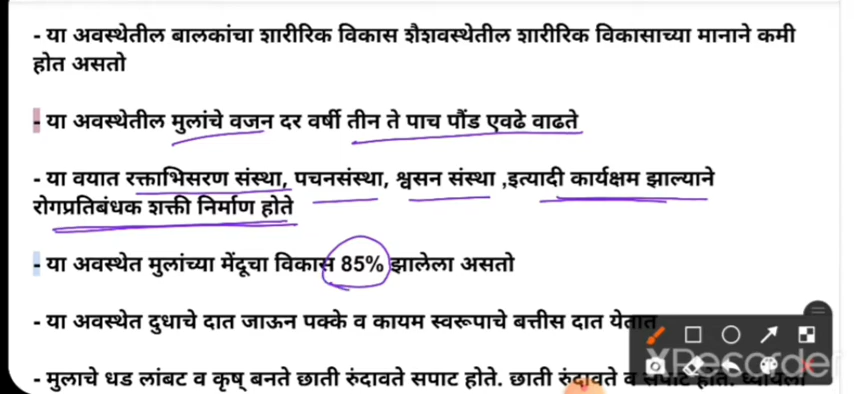 - या अवस्थेतील बालकांचा शारीरिक विकास शैशवस्थेतील शारीरिक विकासाच्या मानाने कमी
होत असतो
- या अवस्थेतील मुलांचे वजन दर वर्षी तीन ते पाच पौंड एवढे वाढते
- या वयात रक्ताभिसरण संस्था, पचनसंस्था, श्वसन संस्था ,इत्यादी कार्यक्षम झाल्याने
रोगप्रतिबंधक शक्ती निर्माण होते
- या अवस्थेत मुलांच्या मेंदूचा विकास 85% झालेला असतो
- या अवस्थेत दुधाचे दात जाऊन पक्के व कायम स्वरूपाचे बत्तीस दात येतात
XRecorder
- मुलाचे धड लांबट व कृष् बनते छाती रुंदावते सपाट होते. छाती रुंदावते व सपाट होते.